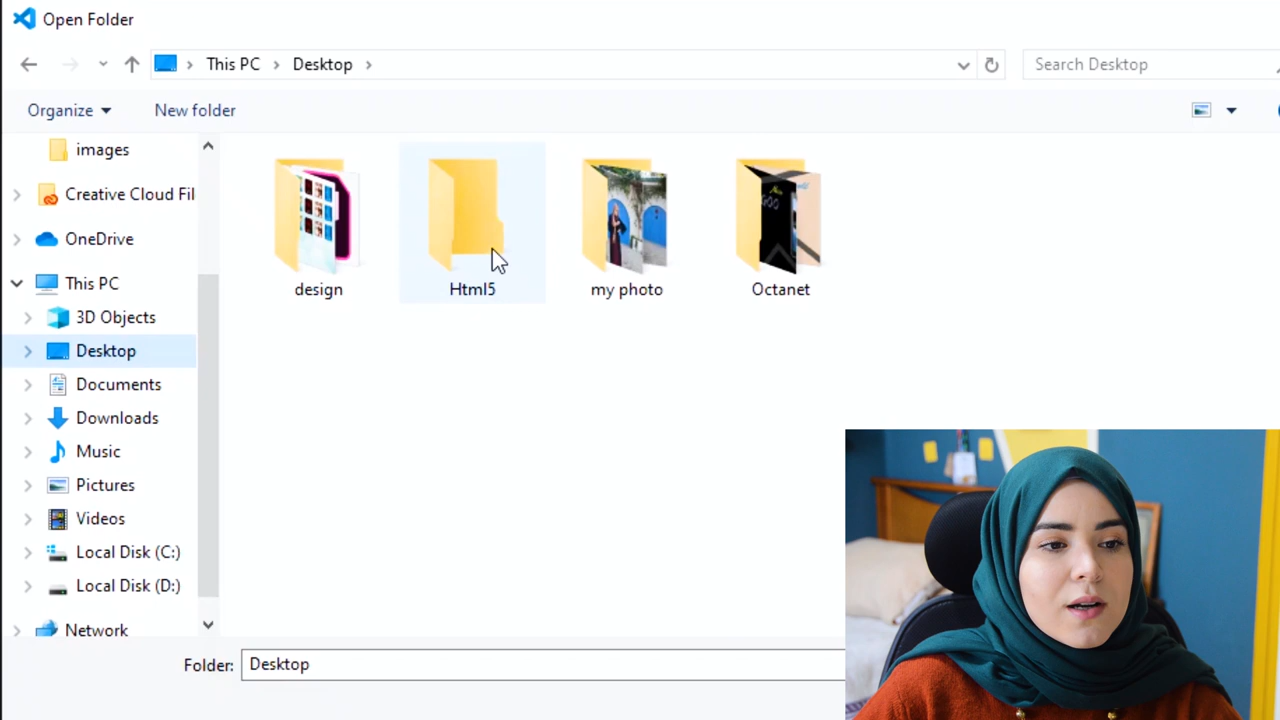 Open Folder
This PC
Desktop
Search Desktop
Organize
New folder
images
Creative Cloud Fil
OneDrive
This PC
3D Objects
Desktop
Documents
Downloads
Music
Pictures
Videos
Local Disk (C:)
Local Disk (D:)
Network
design
Html5
my photo
Octanet
Folder:
Desktop